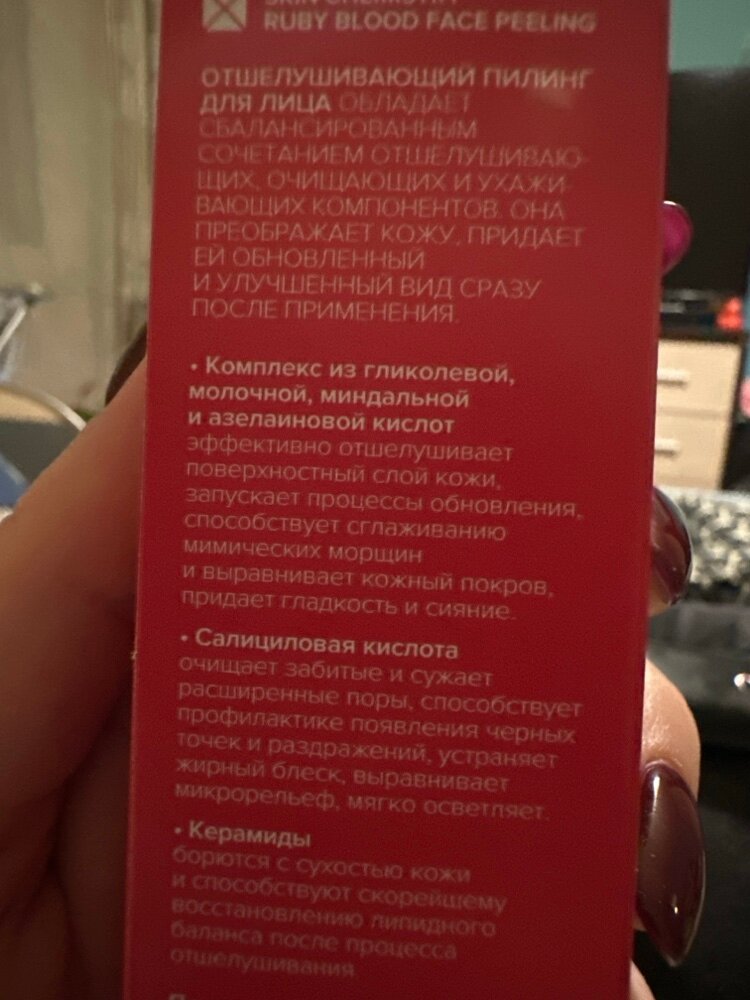 RUBY BLOOD FACE PEELING
ОТШЕЛУШИВАЮЩИЙ ПИЛИНГ
ДЛЯ ЛИЦА ОБЛАДАЕТ
СБАЛАНСИРОВАННЫМ
СОЧЕТАНИЕМ ОТШЕЛУШИВАЮ-
ЩИХ, ОЧИЩАЮЩИХ И УХАЖИ-
ВАЮЩИХ КОМПОНЕНТОВ. ОНА
ПРЕОБРАЖАЕТ КОЖУ, ПРИДАЕТ
ЕЙ ОБНОВЛЕННЫЙ
И УЛУЧШЕННЫЙ ВИД СРАЗУ
ПОСЛЕ ПРИМЕНЕНИЯ.
• Комплекс из гликолевой,
молочной, миндальной
и азелаиновой кислот
эффективно отшелушивает
поверхностный слой кожи,
запускает процессы обновления,
способствует сглаживанию
мимических морщин
и выравнивает кожный покров,
придает гладкость и сияние.
• Салициловая кислота
очищает забитые и сужает
расширенные поры, способствует
профилактике появления черных
точек и раздражений, устраняет
жирный блеск, выравнивает
микрорельеф, мягко осветляет.
• Керамиды
борются с сухостью кожи
и способствуют скорейшему
восстановлению липидного
баланса после процесса
отшелушивания.